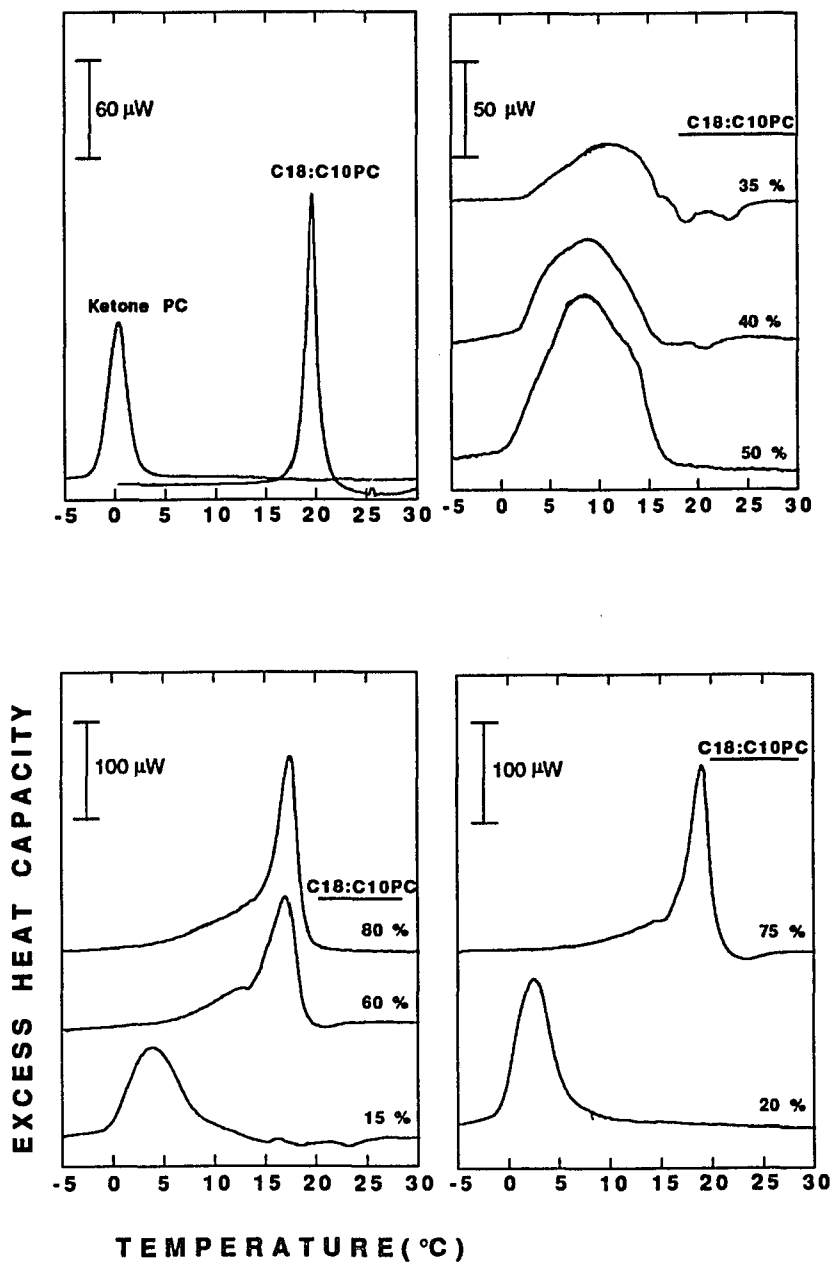 60 μW
C18:C10PC
Ketone PC
-5 0 5 10 15 20 25 30
50 μW
C18:C10PC
35 %
40 %
50 %
-5 0 5 10 15 20 25 30
EXCESS HEAT CAPACITY
100 μW
C18:C10PC
80 %
60 %
15 %
-5 0 5 10 15 20 25 30
100 μW
C18:C10PC
75 %
20 %
-5 0 5 10 15 20 25 30
TEMPERATURE(°C)